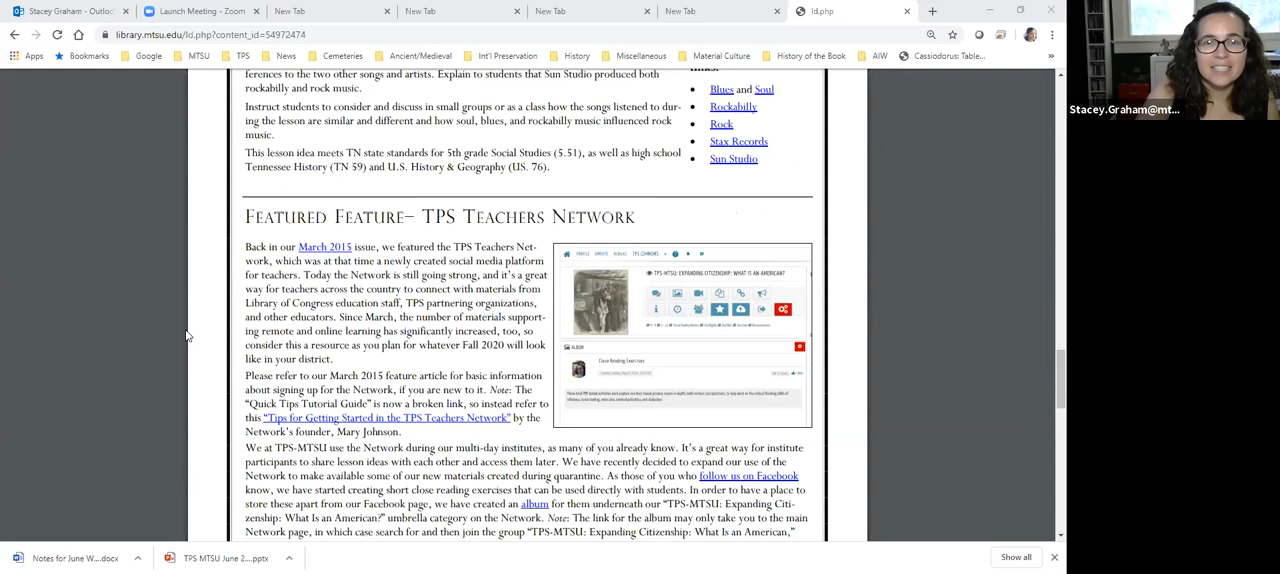 Stacey Graham – Outloo
Launch Meeting - Zoom
New Tab
New Tab
New Tab
New Tab
ld.php
library.mtsu.edu/ld.php?content_id=54972474
Apps
Bookmarks
Google
MTSU
TPS
News
Cemeteries
Ancient/Medieval
Int'l Preservation
History
Miscellaneous
Material Culture
History of the Book
AIW
Cassiodorus: Table...
Stacey.Graham@mt...
ferences to the two other songs and artists. Explain to students that Sun Studio produced both
rockabilly and rock music.
Instruct students to consider and discuss in small groups or as a class how the songs listened to dur-
ing the lesson are similar and different and how soul, blues, and rockabilly music influenced rock
music.
This lesson idea meets TN state standards for 5th grade Social Studies (5.51), as well as high school
Tennessee History (TN 59) and U.S. History & Geography (US. 76).
links:
Blues and Soul
Rockabilly
Rock
Stax Records
Sun Studio
Featured Feature– TPS Teachers Network
Back in our March 2015 issue, we featured the TPS Teachers Net-
work, which was at that time a newly created social media platform
for teachers. Today the Network is still going strong, and it's a great
way for teachers across the country to connect with materials from
Library of Congress education staff, TPS partnering organizations,
and other educators. Since March, the number of materials support-
ing remote and online learning has significantly increased, too, so
consider this a resource as you plan for whatever Fall 2020 will look
like in your district.
Please refer to our March 2015 feature article for basic information
about signing up for the Network, if you are new to it. Note: The
"Quick Tips Tutorial Guide" is now a broken link, so instead refer to
this "Tips for Getting Started in the TPS Teachers Network" by the
Network's founder, Mary Johnson.
PROFILE UPDATES TPS COMMONS
TPS-MTSU: EXPANDING CITIZENSHIP: WHAT IS AN AMERICAN?
ALBUM
Close Reading Exercises
We at TPS-MTSU use the Network during our multi-day institutes, as many of you already know. It's a great way for institute
participants to share lesson ideas with each other and access them later. We have recently decided to expand our use of the
Network to make available some of our new materials created during quarantine. As those of you who follow us on Facebook
know, we have started creating short close reading exercises that can be used directly with students. In order to have a place to
store these apart from our Facebook page, we have created an album for them underneath our "TPS-MTSU: Expanding Citi-
zenship: What Is an American?" umbrella category on the Network. Note: The link for the album may only take you to the main
Network page, in which case search for and then join the group "TPS-MTSU: Expanding Citizenship: What Is an American,"
Notes for June W....docx
TPS MTSU June 2....pptx
Show all